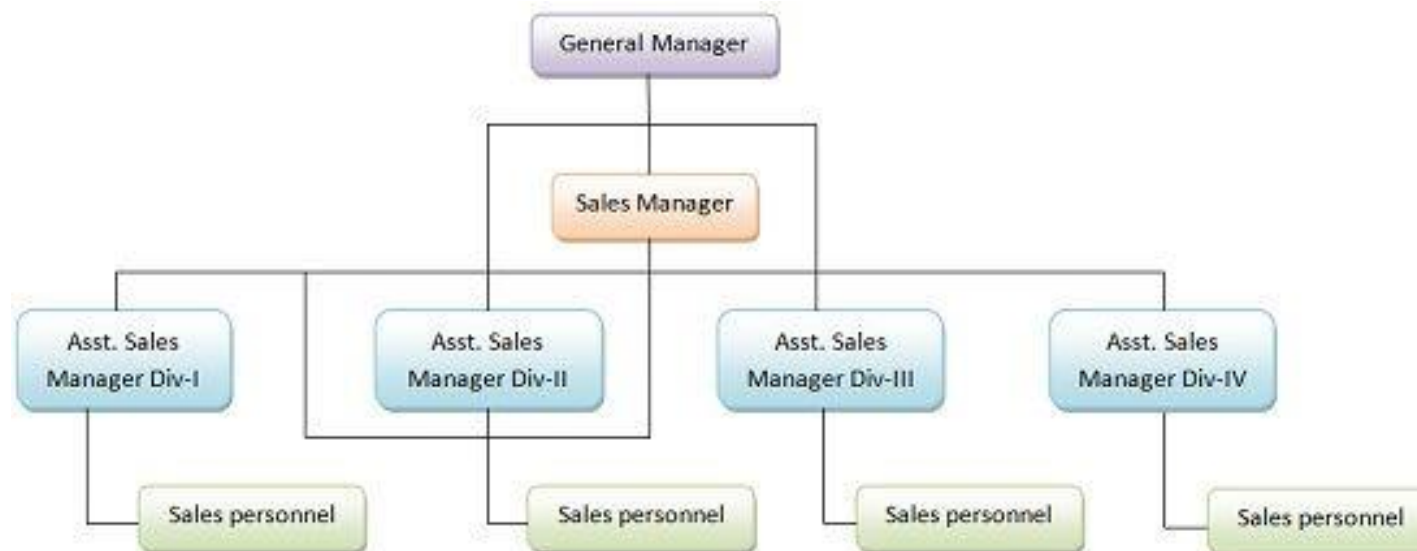 General Manager
Sales Manager
Asst. Sales
Manager Div-I
Asst. Sales
Manager Div-II
Asst. Sales
Manager Div-III
Asst. Sales
Manager Div-IV
Sales personnel
Sales personnel
Sales personnel
Sales personnel